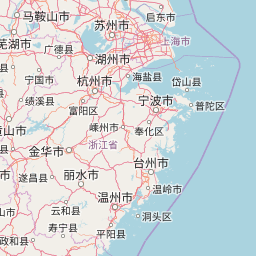 马鞍山市
启东市
苏州市
芜湖市
上海市
广德县
湖州市
海盐县
宁国市
杭州市
岱山县
绩溪县
宁波市
普陀区
富阳区
嵊州市
奉化区
黄山市
浙江省
金华市
台州市
遂昌县
丽水市
温岭市
温州市
云和县
洞头区
寿宁县
平阳县
政和县